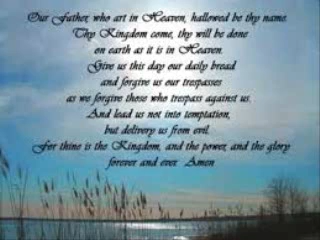 Our Father, who art in Heaven, hallowed be thy name.
Thy Kingdom come, thy will be done
on earth as it is in Heaven.
Give us this day our daily bread
and forgive us our trespasses
as we forgive those who trespass against us.
And lead us not into temptation,
but deliver us from evil.
For thine is the Kingdom, and the power, and the glory
forever and ever. Amen